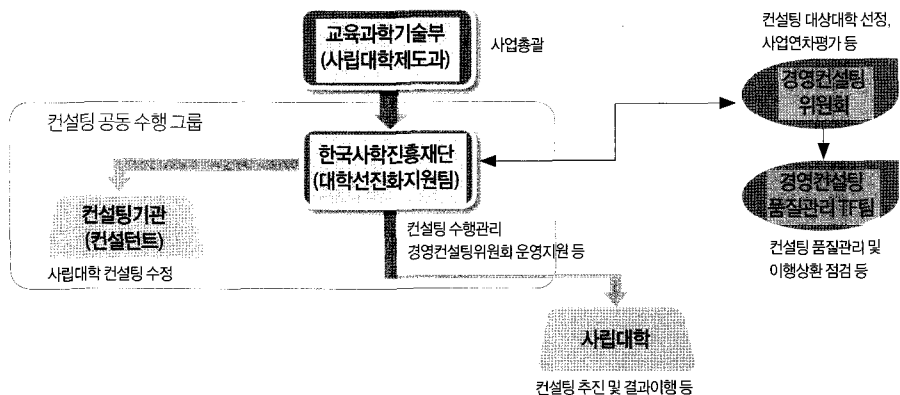 교육과학기술부
(사립대학제도과)
사업총괄
컨설팅 대상대학 선정,
사업연차평가 등
경영컨설팅
위원회
컨설팅 공동 수행 그룹
한국사학진흥재단
(대학선진화지원팀)
경영컨설팅
품질관리 TF팀
컨설팅기관
(컨설턴트)
컨설팅 수행관리
경영컨설팅위원회 운영지원 등
사립대학 컨설팅 수정
컨설팅 품질관리 및
이행상환 점검 등
사립대학
컨설팅 추진 및 결과이행 등